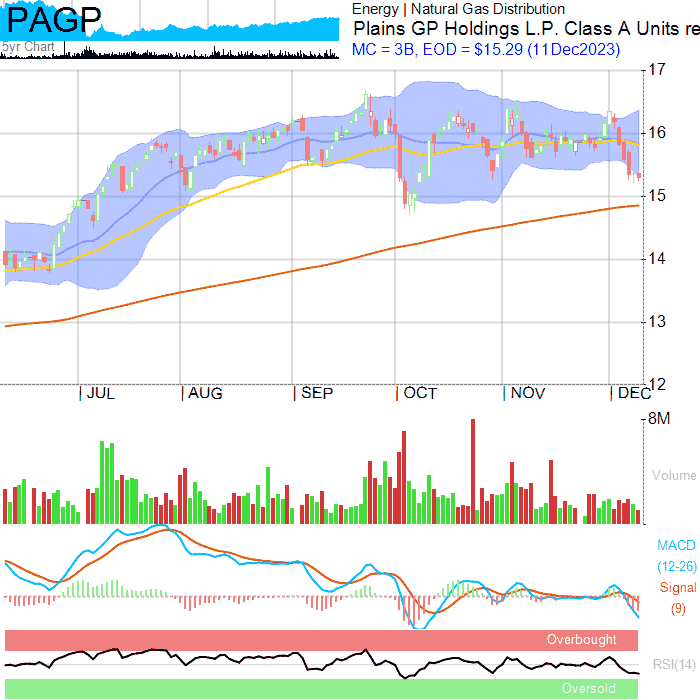 PAGP
5yr Chart
Energy | Natural Gas Distribution
Plains GP Holdings L.P. Class A Units re
MC = 3B, EOD = $15.29 (11Dec2023)
17
16
15
14
13
12
JUL AUG SEP OCT NOV DEC
8M
Volume
MACD
(12-26)
Signal
(9)
Overbought
RSI(14)
Oversold